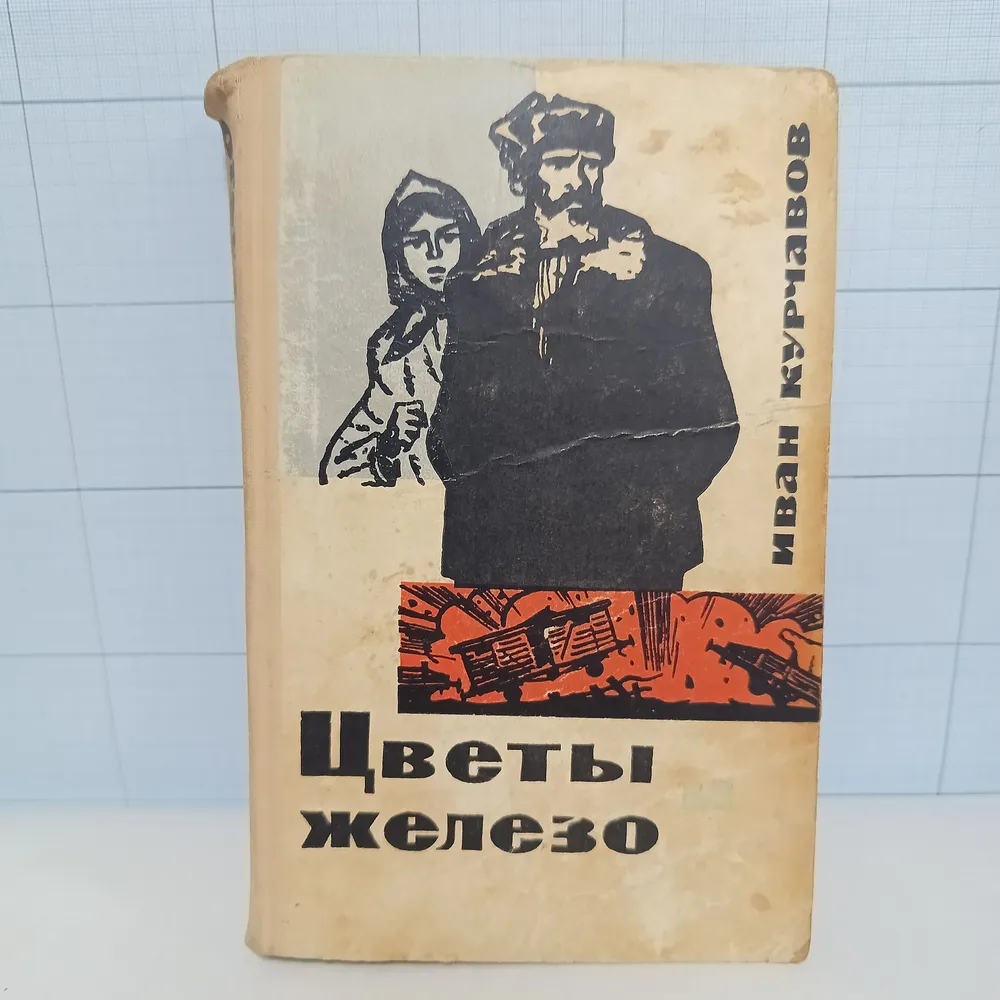 Иван Курчавов
Цветы
железо